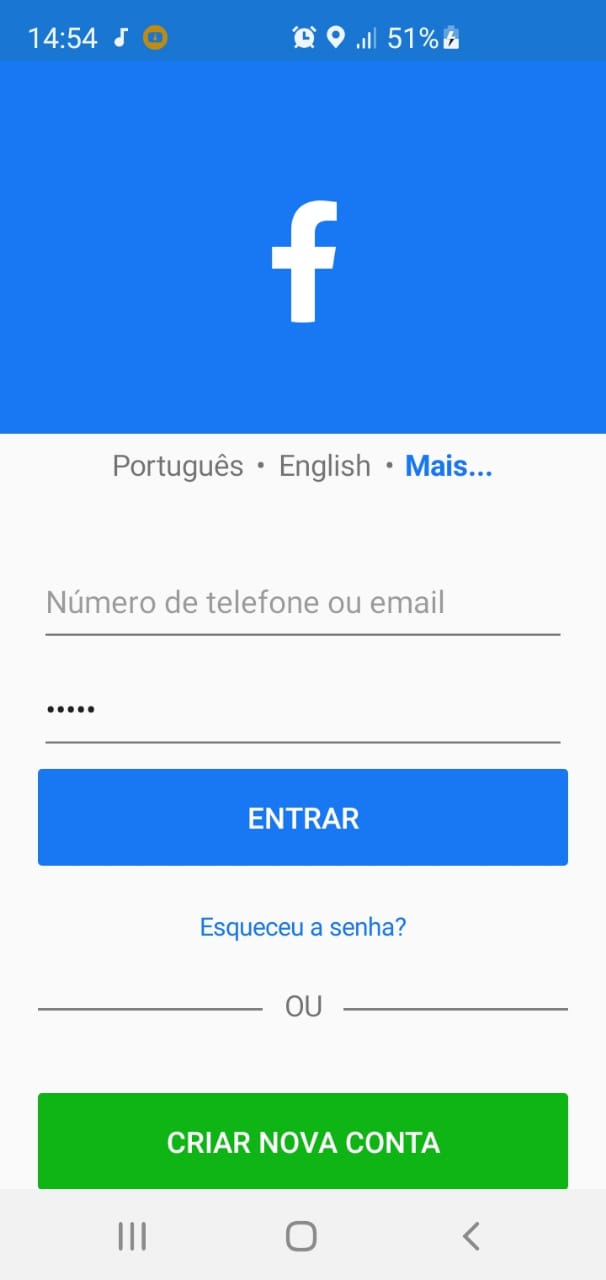 14:54 51%
f
Português • English • Mais...
Número de telefone ou email
•••••
ENTRAR
Esqueceu a senha?
OU
CRIAR NOVA CONTA